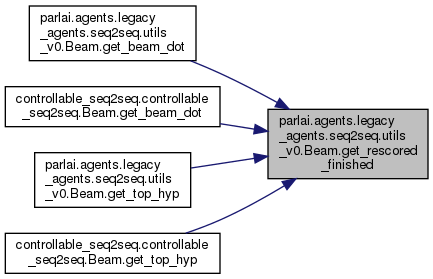 parlai.agents.legacy
_agents.seq2seq.utils
_v0.Beam.get_beam_dot
controllable_seq2seq.controllable
_seq2seq.Beam.get_beam_dot
parlai.agents.legacy
_agents.seq2seq.utils
_v0.Beam.get_top_hyp
controllable_seq2seq.controllable
_seq2seq.Beam.get_top_hyp
parlai.agents.legacy
_agents.seq2seq.utils
_v0.Beam.get_rescored
_finished